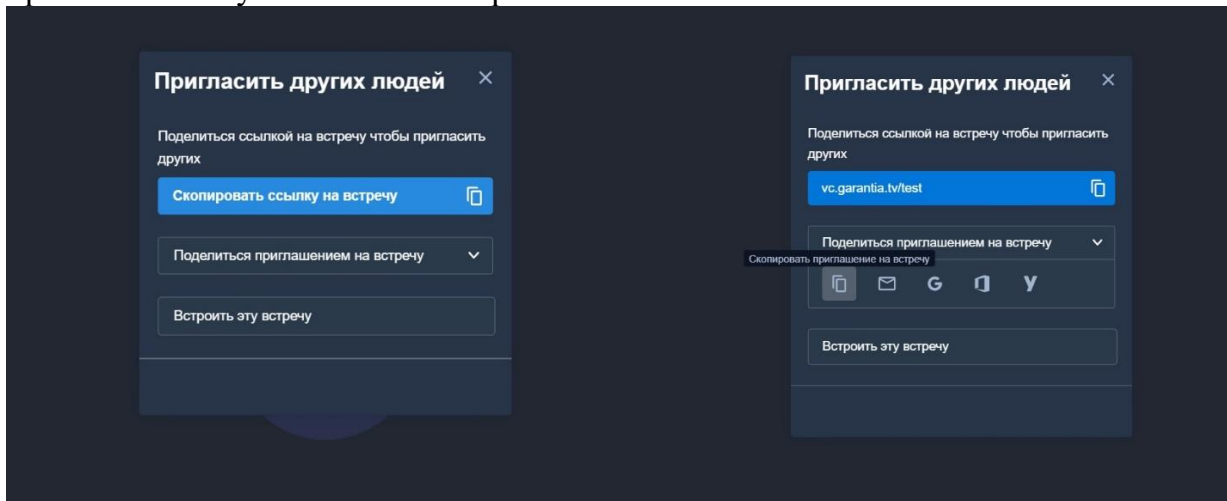 Пригласить других людей
Поделиться ссылкой на встречу чтобы пригласить
других
Скопировать ссылку на встречу
Поделиться приглашением на встречу
Встроить эту встречу
Пригласить других людей
Поделиться ссылкой на встречу чтобы пригласить
других
vc.garantia.tv/test
Поделиться приглашением на встречу
Скопировать приглашение на встречу
Встроить эту встречу